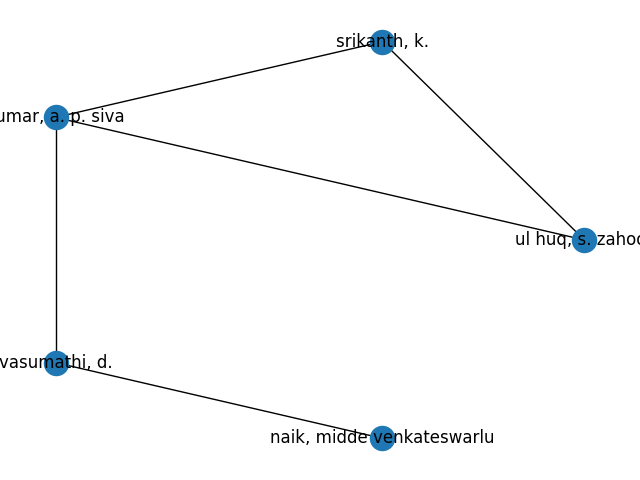 srikanth, k.
umar, a. p. siva
ul huq, s. zahoo
vasumathi, d.
naik, midde venkateswarlu